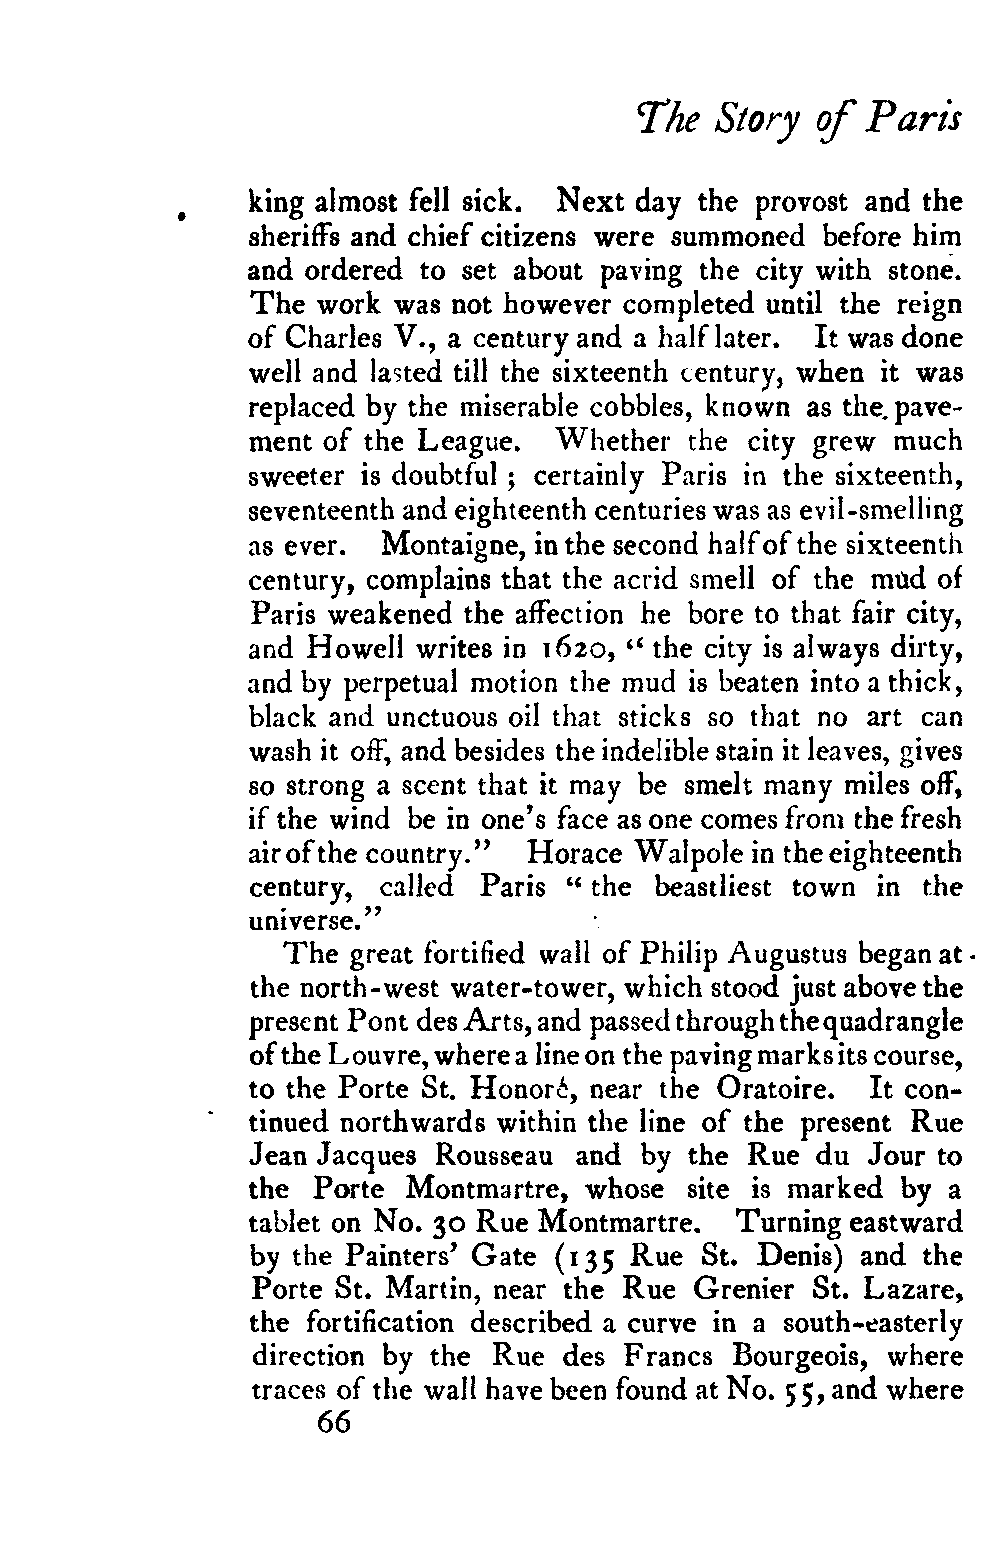 The Story of Paris
king almost fell sick. Next day the provost and the
sheriffs and chief citizens were summoned before him
and ordered to set about paving the city with stone.
The work was not however completed until the reign
of Charles V., a century and a half later. It was done
well and lasted till the sixteenth century, when it was
replaced by the miserable cobbles, known as the pave-
ment of the League. Whether the city grew much
sweeter is doubtful ; certainly Paris in the sixteenth,
seventeenth and eighteenth centuries was as evil-smelling
as ever. Montaigne, in the second half of the sixteenth
century, complains that the acrid smell of the mud of
Paris weakened the affection he bore to that fair city,
and Howell writes in 1620, “ the city is always dirty,
and by perpetual motion the mud is beaten into a thick,
black and unctuous oil that sticks so that no art can
wash it off, and besides the indelible stain it leaves, gives
so strong a scent that it may be smelt many miles off,
if the wind be in one’s face as one comes from the fresh
air of the country.” Horace Walpole in the eighteenth
century, called Paris “ the beastliest town in the
universe.”
The great fortified wall of Philip Augustus began at
the north-west water-tower, which stood just above the
present Pont des Arts, and passed through the quadrangle
of the Louvre, where a line on the paving marks its course,
to the Porte St. Honoré, near the Oratoire. It con-
tinued northwards within the line of the present Rue
Jean Jacques Rousseau and by the Rue du Jour to
the Porte Montmartre, whose site is marked by a
tablet on No. 30 Rue Montmartre. Turning eastward
by the Painters’ Gate (135 Rue St. Denis) and the
Porte St. Martin, near the Rue Grenier St. Lazare,
the fortification described a curve in a south-easterly
direction by the Rue des Francs Bourgeois, where
traces of the wall have been found at No. 55, and where
66